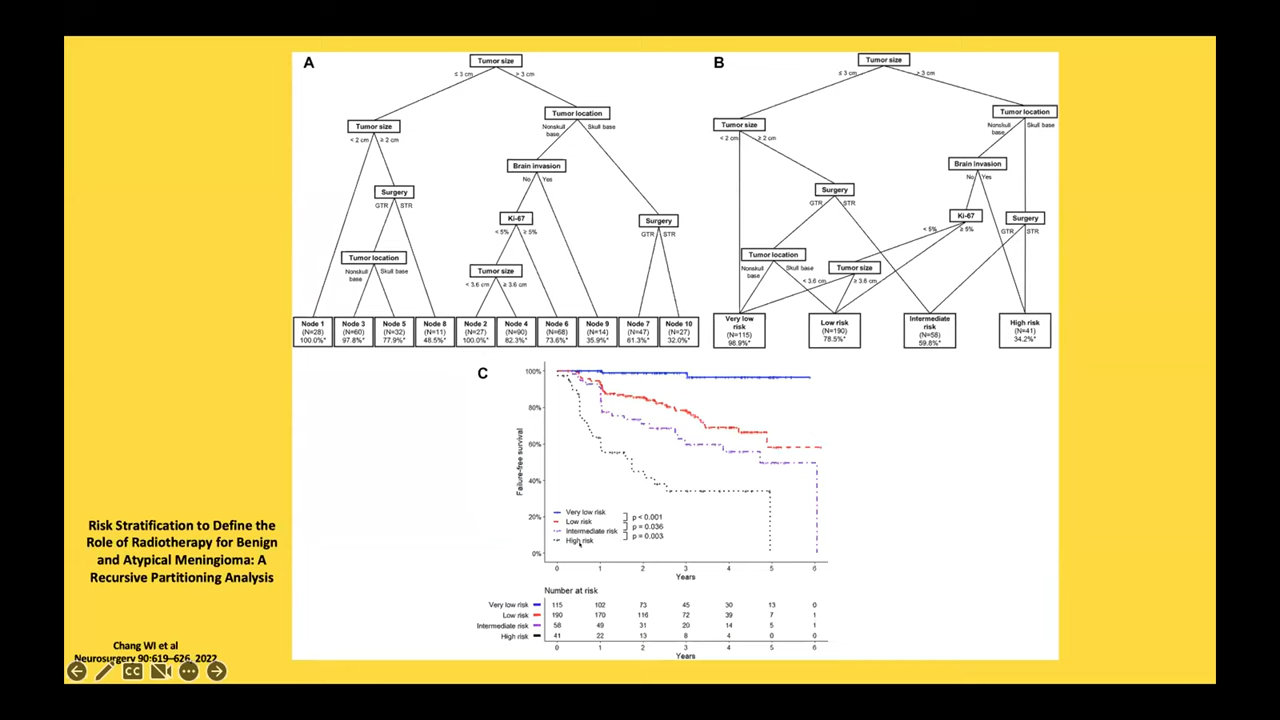 A
Tumor size
≤ 3 cm > 3 cm
Tumor location
Nonskull base Skull base
Tumor size
< 2 cm ≥ 2 cm
Brain invasion
No Yes
Surgery
GTR STR
Ki-67
< 5% ≥ 5%
Surgery
GTR STR
Tumor location
Nonskull base Skull base
Tumor size
< 3.6 cm ≥ 3.6 cm
Node 1 Node 3 Node 5 Node 8 Node 2 Node 4 Node 6 Node 9 Node 7 Node 10
(N=28) (N=60) (N=32) (N=11) (N=27) (N=90) (N=68) (N=14) (N=47) (N=27)
100.0%* 97.8%* 77.9%* 48.5%* 100.0%* 82.3%* 73.6%* 35.9%* 61.3%* 32.0%*
B
Tumor size
≤ 3 cm > 3 cm
Tumor location
Nonskull base Skull base
Tumor size
< 2 cm ≥ 2 cm
Brain invasion
No Yes
Surgery
GTR STR
Ki-67
< 5% ≥ 5%
Surgery
GTR STR
Tumor location
Nonskull base Skull base
Tumor size
< 3.6 cm ≥ 3.6 cm
Very low risk
(N=115)
98.9%*
Low risk
(N=190)
78.5%*
Intermediate risk
(N=58)
59.8%*
High risk
(N=41)
34.2%*
C
100%
80%
60%
40%
20%
0%
Failure-free survival
Very low risk
Low risk
Intermediate risk
High risk
p < 0.001
p = 0.036
p = 0.003
0 1 2 3 4 5 6
Years
Number at risk
Very low risk 115 102 73 45 30 13 0
Low risk 190 170 116 72 39 7 1
Intermediate risk 58 49 31 20 14 5 1
High risk 41 22 13 8 4 0 0
0 1 2 3 4 5 6
Years
Risk Stratification to Define the
Role of Radiotherapy for Benign
and Atypical Meningioma: A
Recursive Partitioning Analysis
Chang WI et al
Neurosurgery 90:619–626, 2022
CC